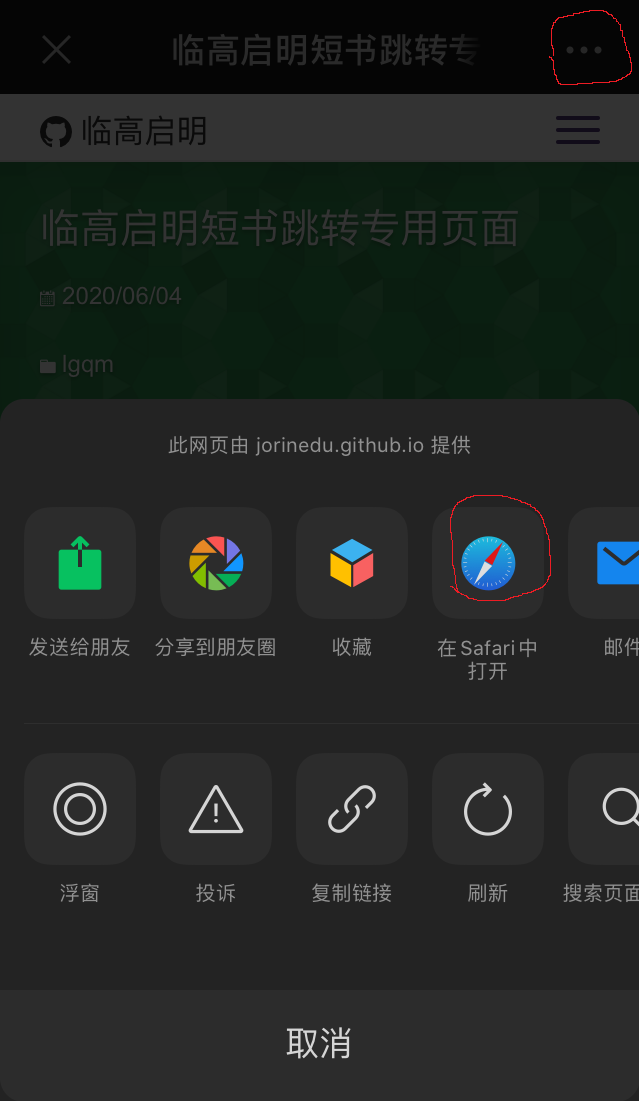 临高启明短书跳转专
临高启明
临高启明短书跳转专用页面
2020/06/04
lgqm
此网页由 jorinedu.github.io 提供
发送给朋友 分享到朋友圈 收藏 在Safari中 邮件
打开
浮窗 投诉 复制链接 刷新 搜索页面
取消